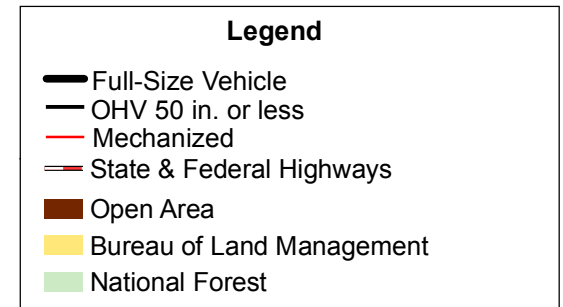 Legend
Full-Size Vehicle
OHV 50 in. or less
Mechanized
State & Federal Highways
Open Area
Bureau of Land Management
National Forest